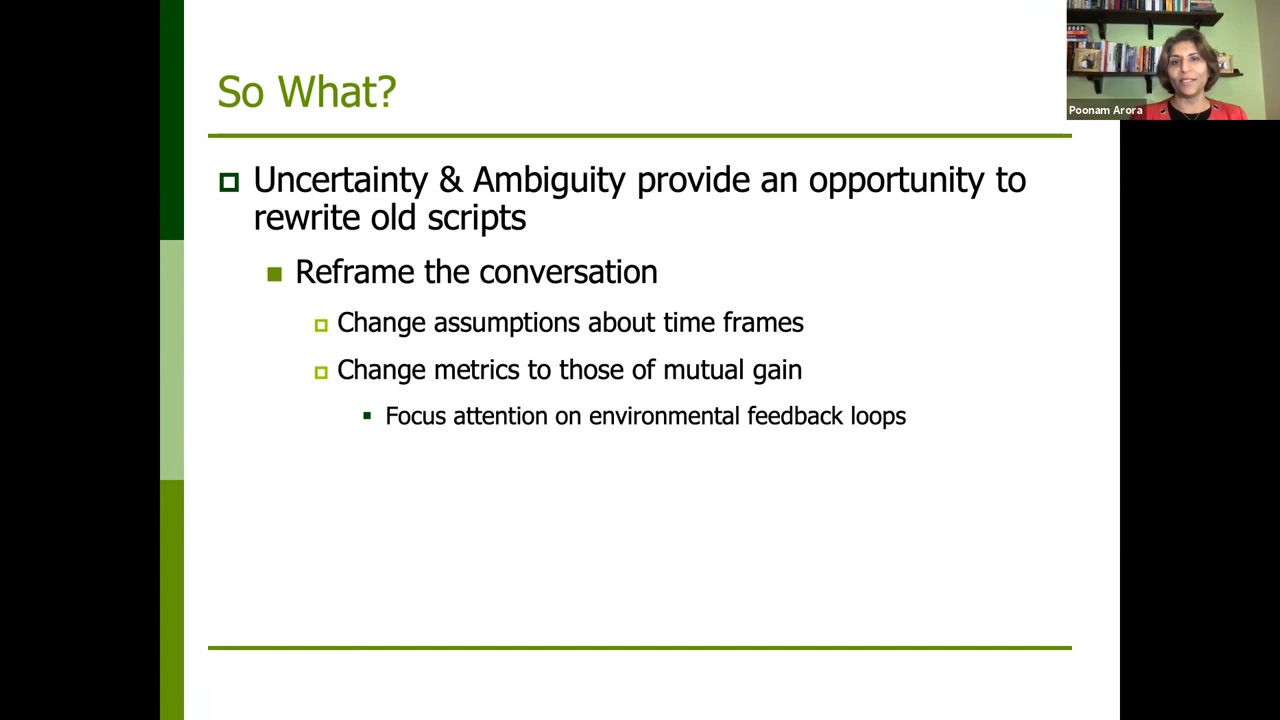 So What?
Poonam Arora
Uncertainty & Ambiguity provide an opportunity to
rewrite old scripts
Reframe the conversation
Change assumptions about time frames
Change metrics to those of mutual gain
Focus attention on environmental feedback loops